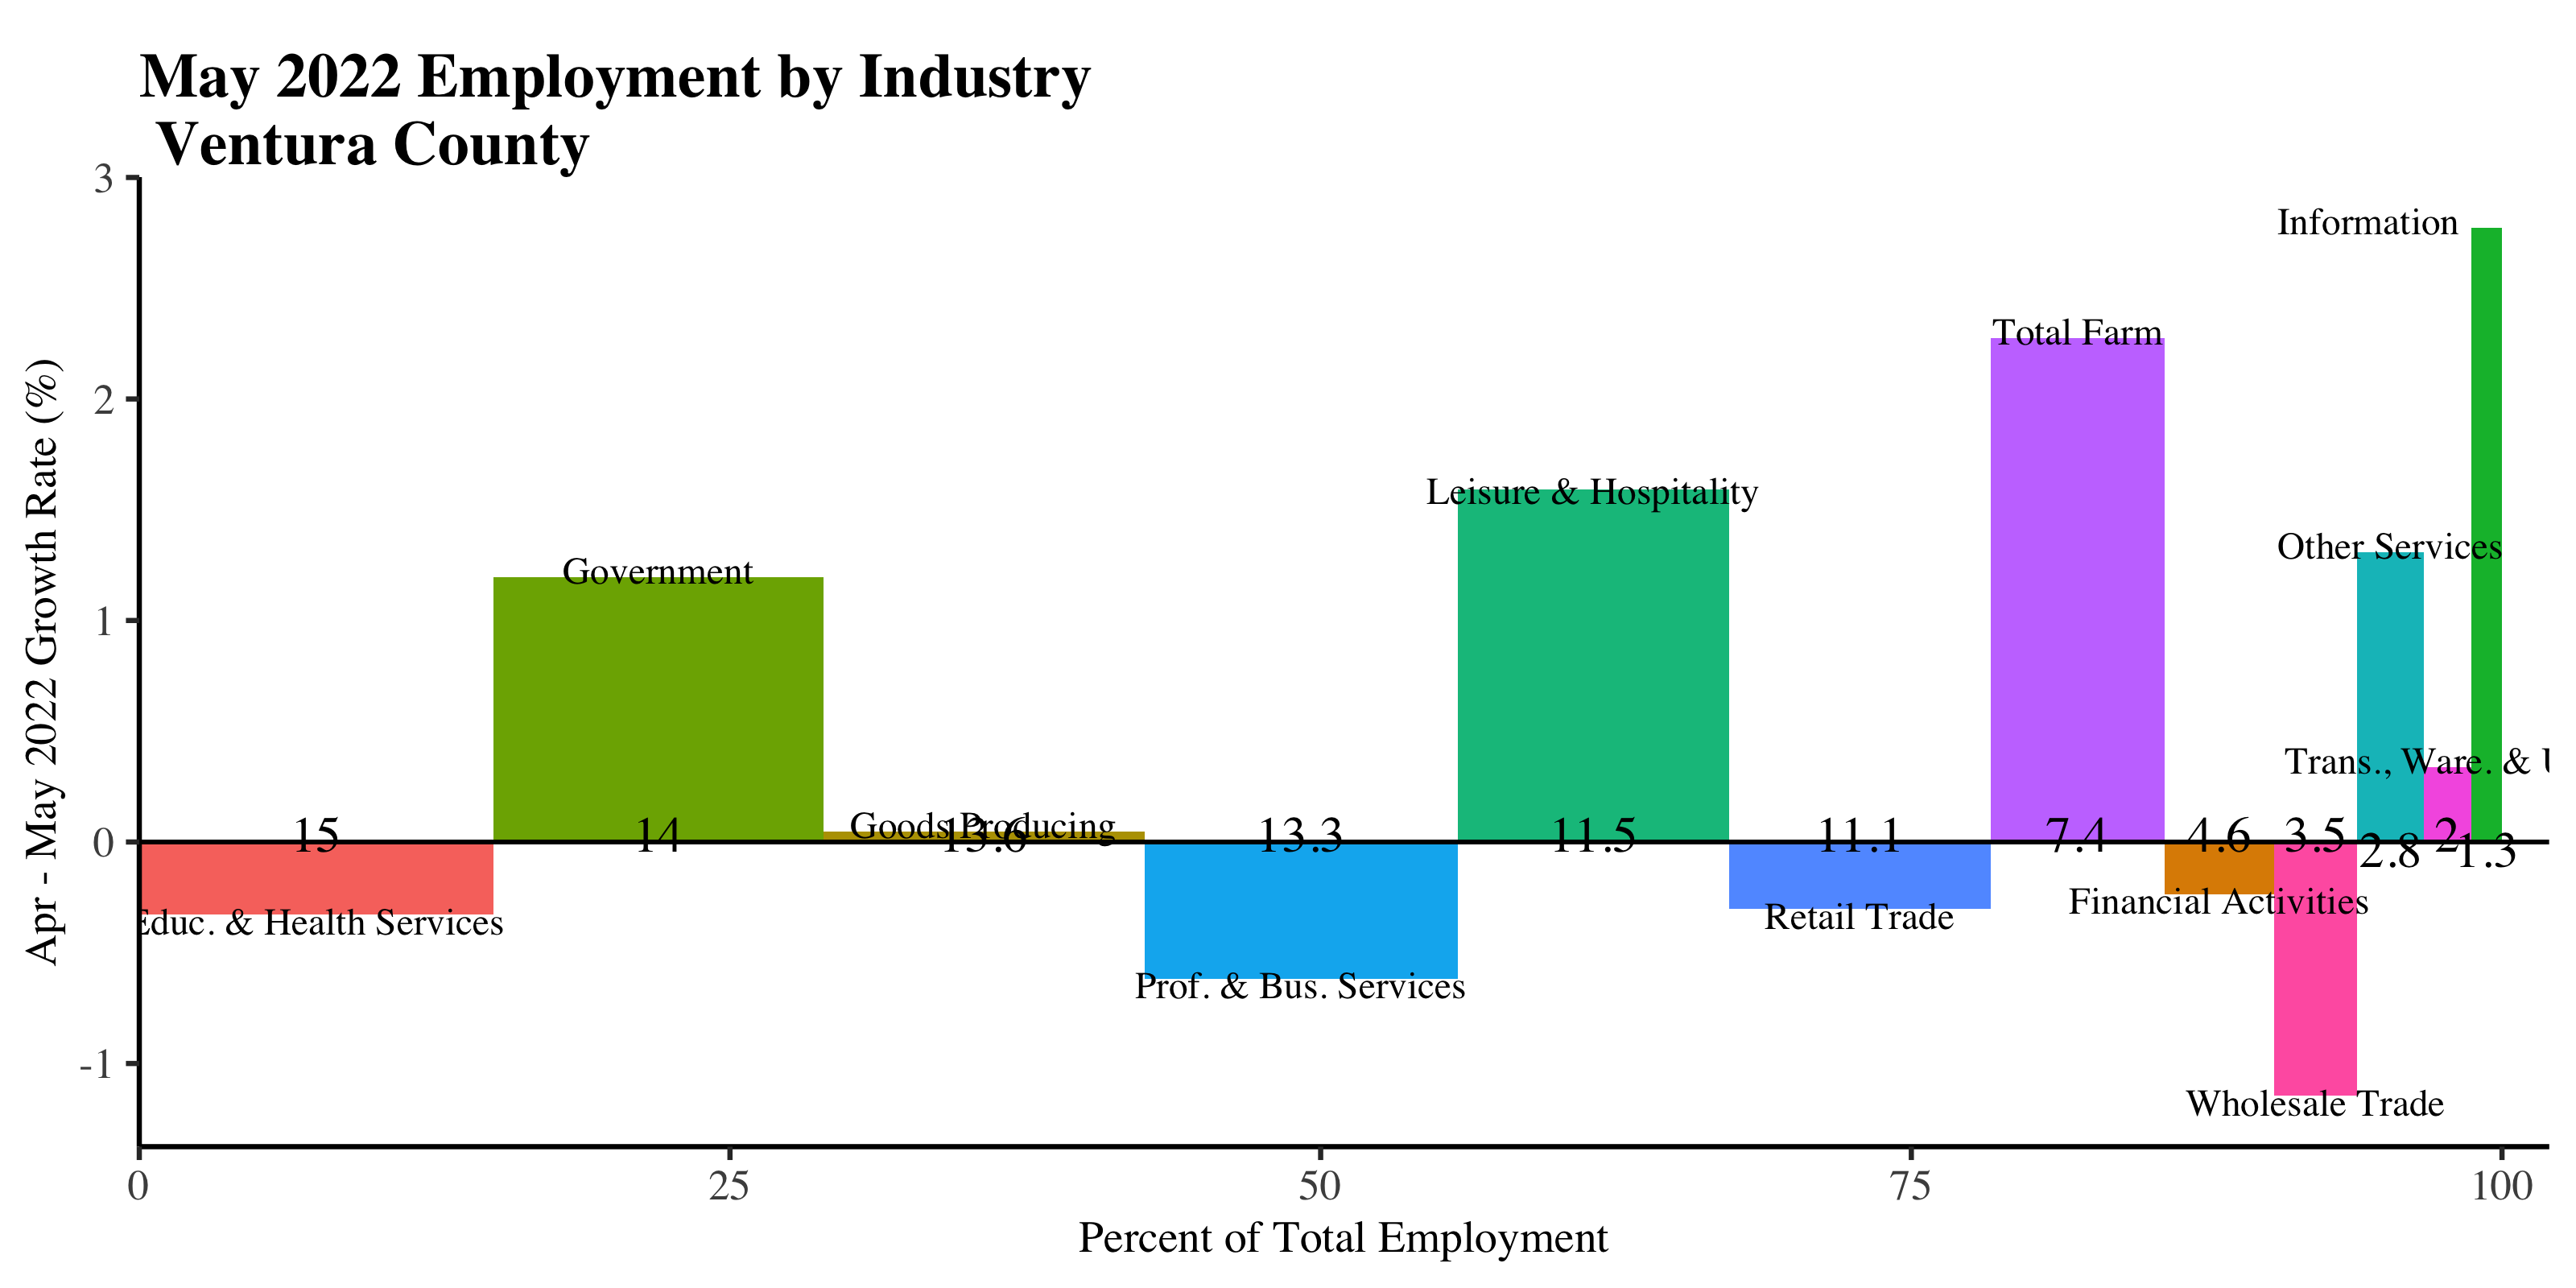 May 2022 Employment by Industry
Ventura County
3
Information
Total Farm
2
Leisure & Hospitality
Other Services
Government
1
Trans., Ware. & U
Goods Producing
0
15
14
13.6
13.3
11.5
11.1
7.4
4.6
3.5
2.8
2
1.3
Financial Activities
Educ. & Health Services
Retail Trade
Prof. & Bus. Services
-1
Wholesale Trade
0
25
50
75
100
Percent of Total Employment
Apr - May 2022 Growth Rate (%)